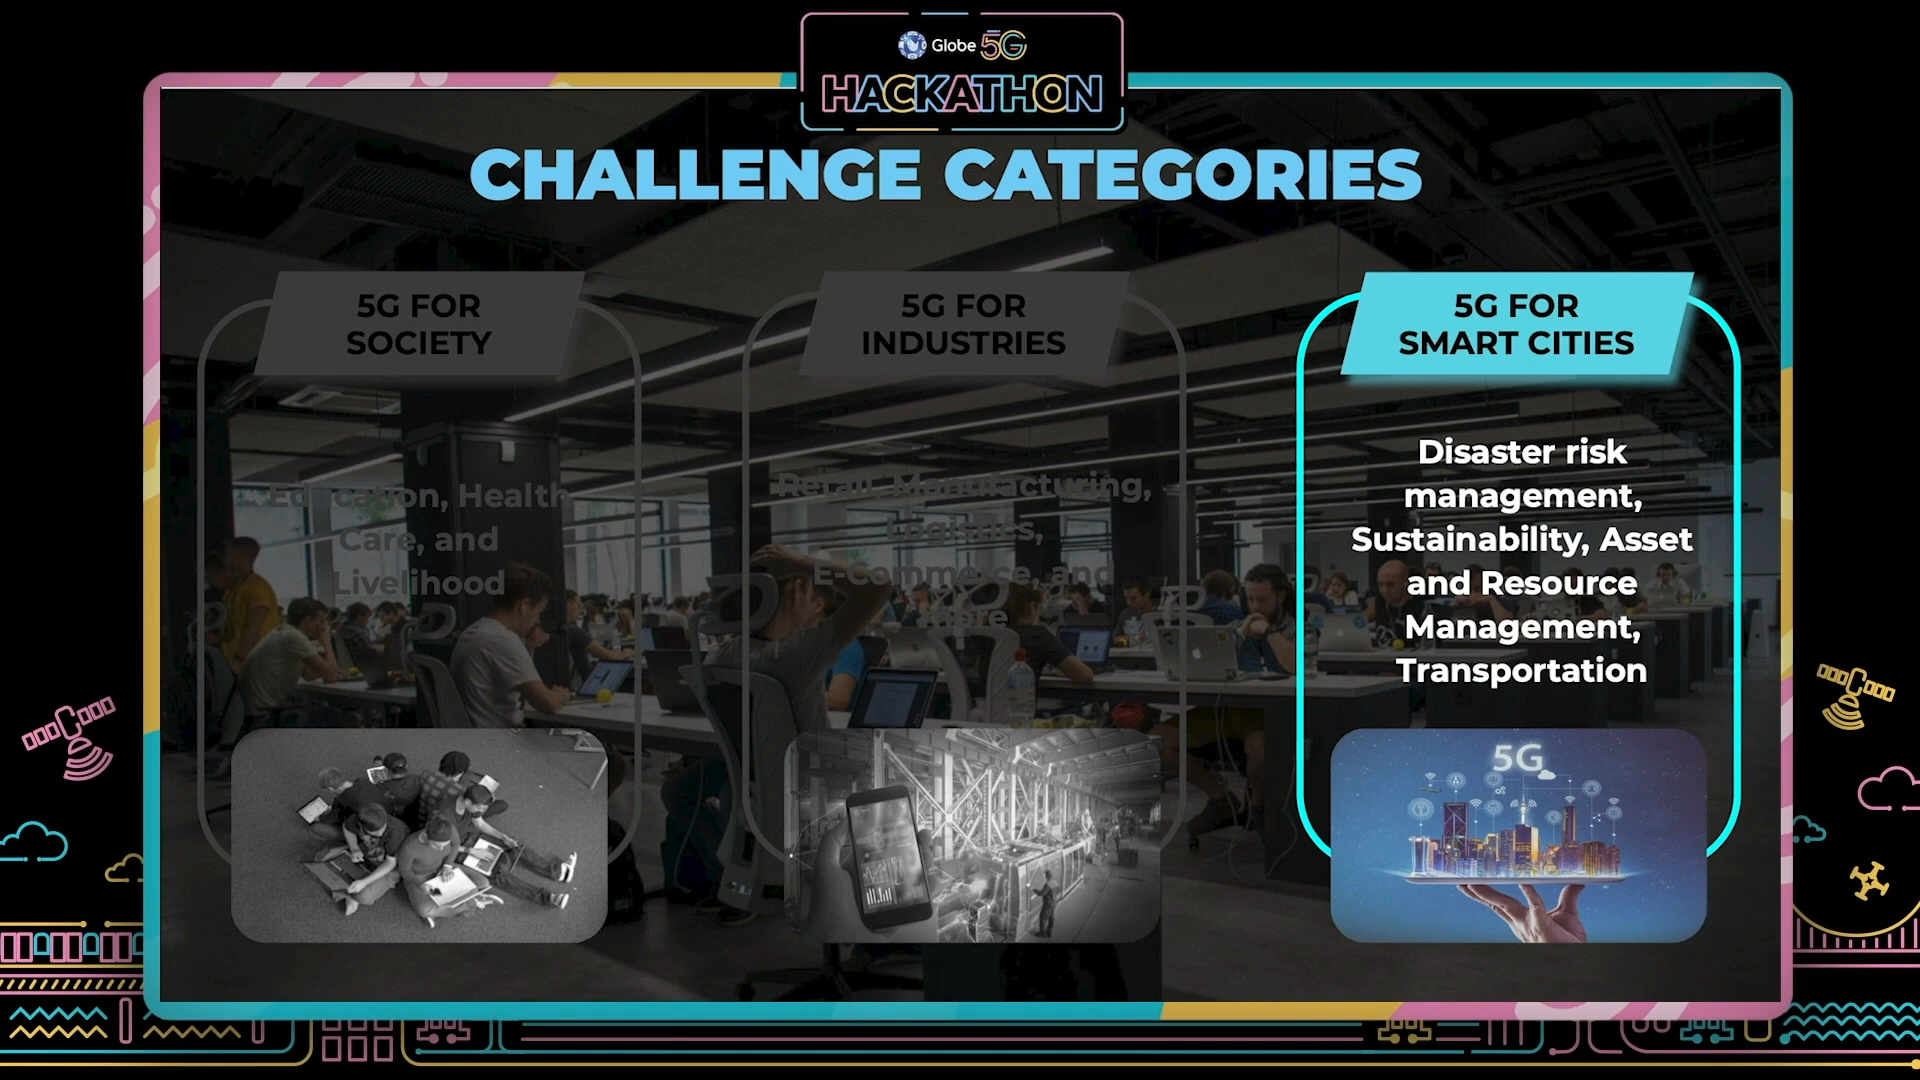 Globe 5G
HACKATHON
CHALLENGE CATEGORIES
5G FOR
SOCIETY
Education, Health
Care, and
Livelihood
5G FOR
INDUSTRIES
Retail, Manufacturing,
Logistics,
E-Commerce, and
more
5G FOR
SMART CITIES
Disaster risk
management,
Sustainability, Asset
and Resource
Management,
Transportation
5G